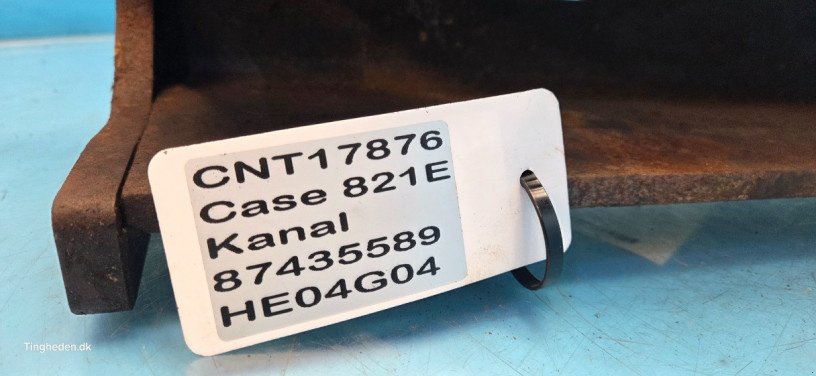 CNT17876
Case 821E
Kanal
87435589
HE04G04
Tingheden.dk